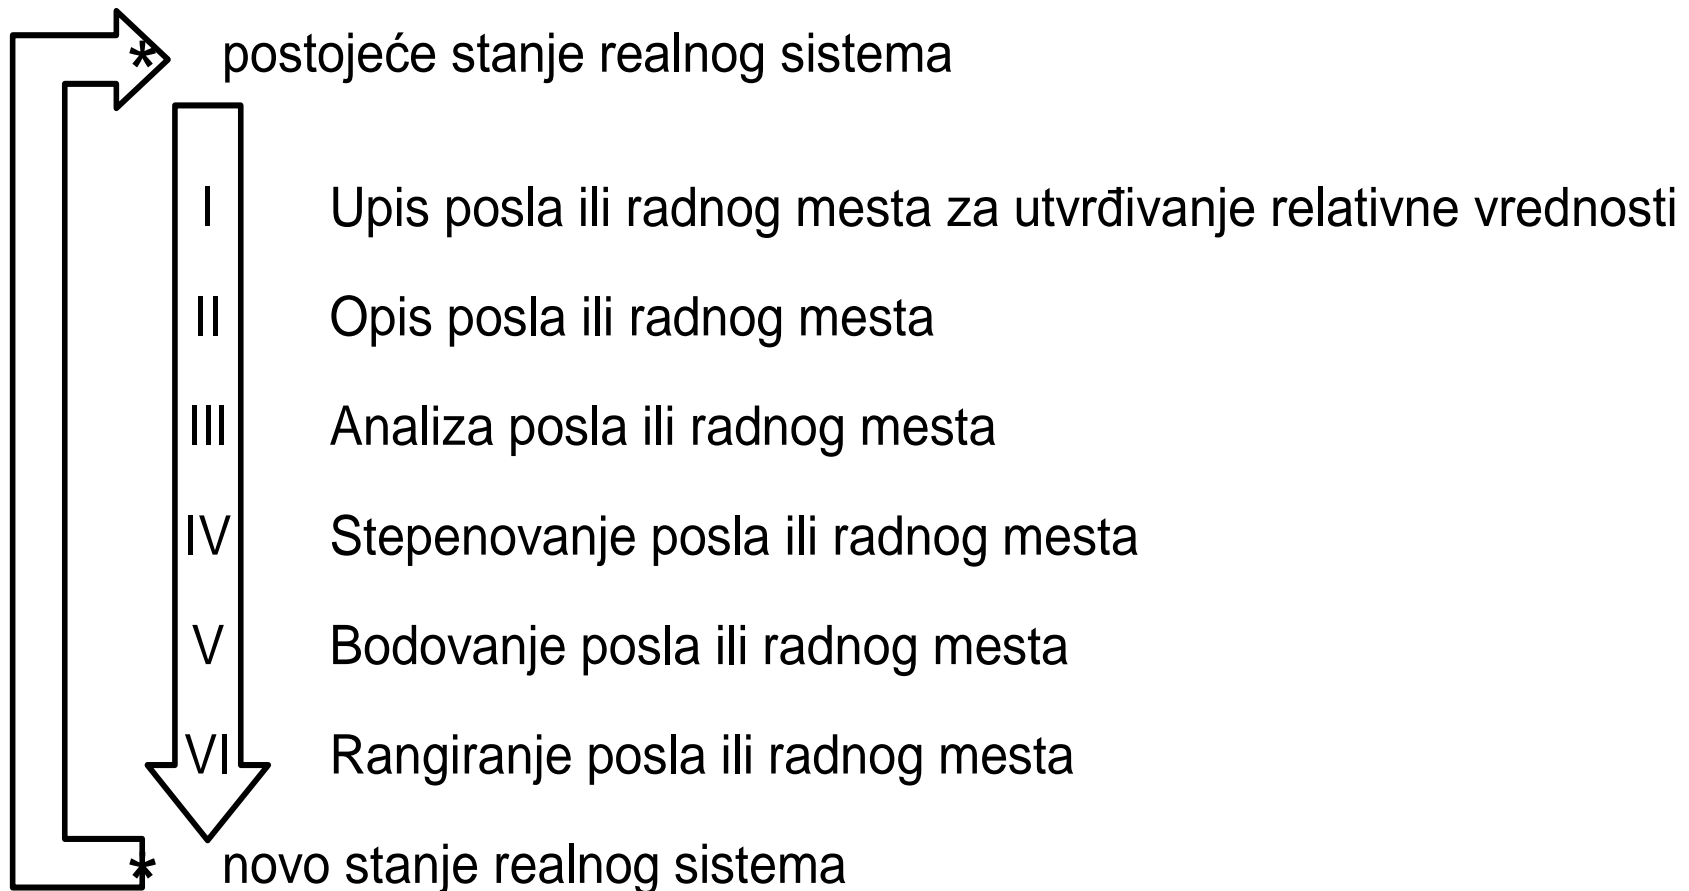 * postojeće stanje realnog sistema
I Upis posla ili radnog mesta za utvrđivanje relativne vrednosti
II Opis posla ili radnog mesta
III Analiza posla ili radnog mesta
IV Stepenovanje posla ili radnog mesta
V Bodovanje posla ili radnog mesta
VI Rangiranje posla ili radnog mesta
* novo stanje realnog sistema